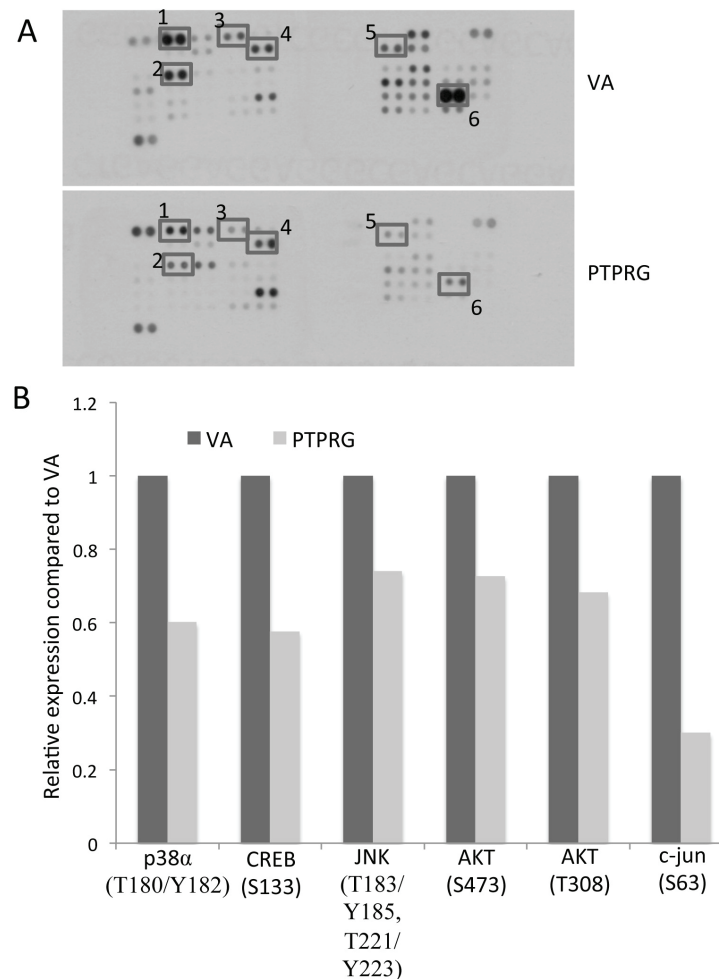 A
1
3
4
2
5
6
VA
1
3
4
2
5
6
PTPRG
B
1.2
1
0.8
0.6
0.4
0.2
0
Relative expression compared to VA
VA PTPRG
p38α
(T180/Y182)
CREB
(S133)
JNK
(T183/
Y185,
T221/
Y223)
AKT
(S473)
AKT
(T308)
c-jun
(S63)